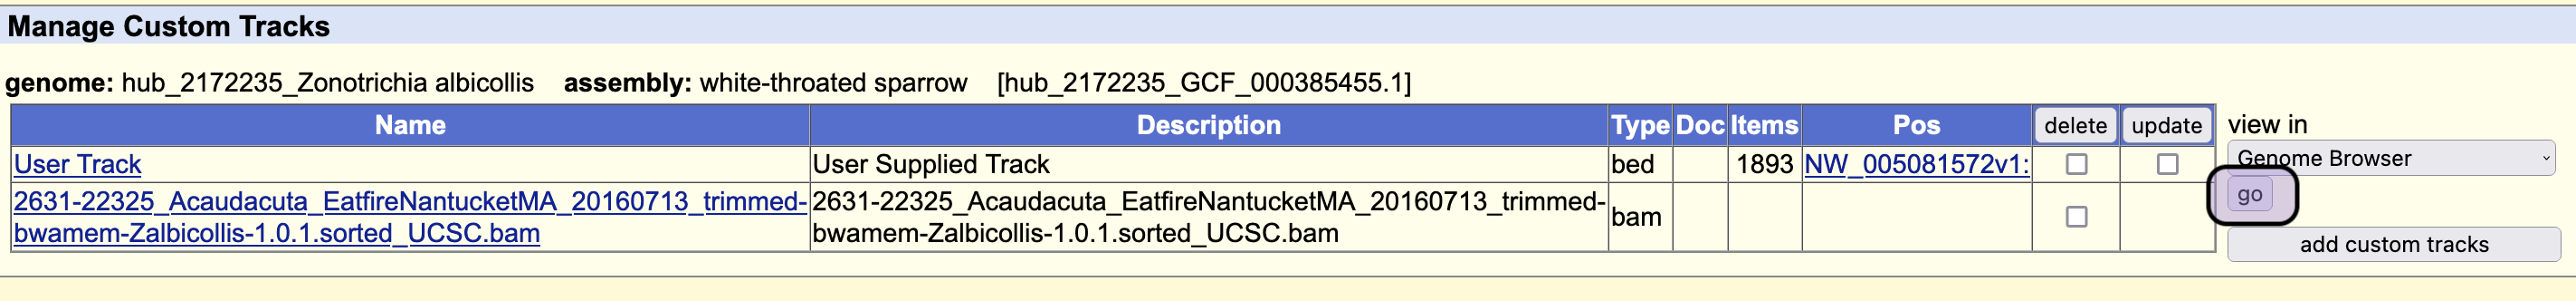 Manage Custom Tracks
genome: hub_2172235_Zonotrichia albicollis assembly: white-throated sparrow [hub_2172235_GCF_000385455.1]
Name Description Type Doc Items Pos delete update view in
User Track User Supplied Track bed 1893 NW_005081572v1: Genome Browser
2631-22325_Acaudacuta_EatfireNantucketMA_20160713_trimmed- 2631-22325_Acaudacuta_EatfireNantucketMA_20160713_trimmed- bam go
bwamem-Zalbicollis-1.0.1.sorted_UCSC.bam bwamem-Zalbicollis-1.0.1.sorted_UCSC.bam
add custom tracks